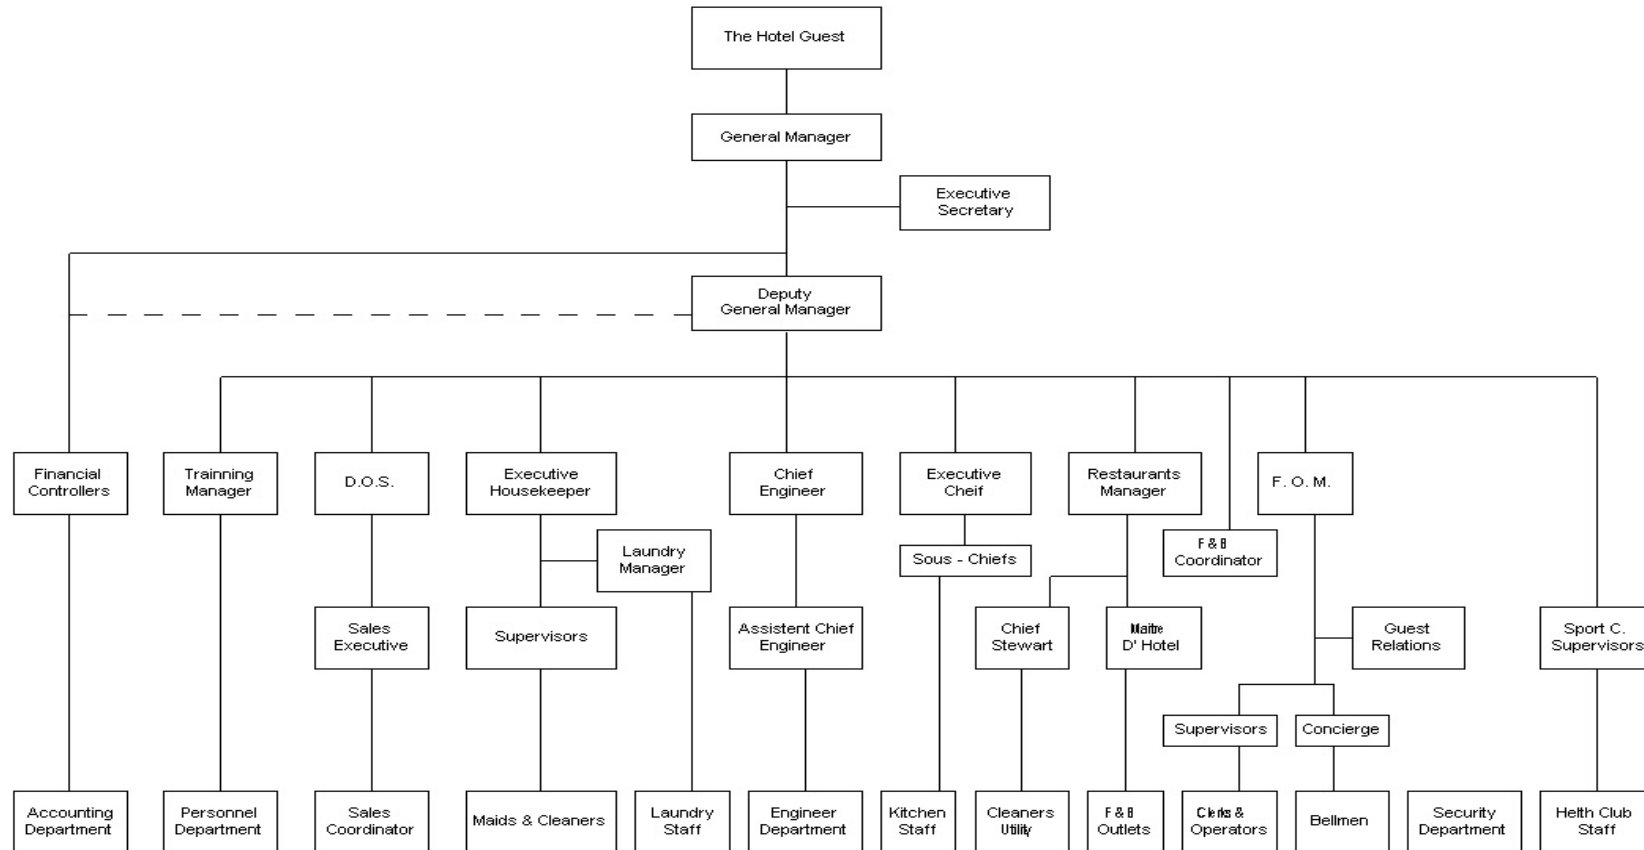 The Hotel Guest
General Manager
Executive
Secretary
Deputy
General Manager
Financial
Controllers
Trainning
Manager
D.O.S.
Executive
Housekeeper
Chief
Engineer
Executive
Cheif
Restaurants
Manager
F. O. M.
Laundry
Manager
Sous - Chiefs
F & B
Coordinator
Sales
Executive
Supervisors
Assistent Chief
Engineer
Chief
Stewart
Maitre
D' Hotel
Guest
Relations
Sport C.
Supervisors
Supervisors
Concierge
Accounting
Department
Personnel
Department
Sales
Coordinator
Maids & Cleaners
Laundry
Staff
Engineer
Department
Kitchen
Staff
Cleaners
Utility
F & B
Outlets
Clerks &
Operators
Bellmen
Security
Department
Helth Club
Staff